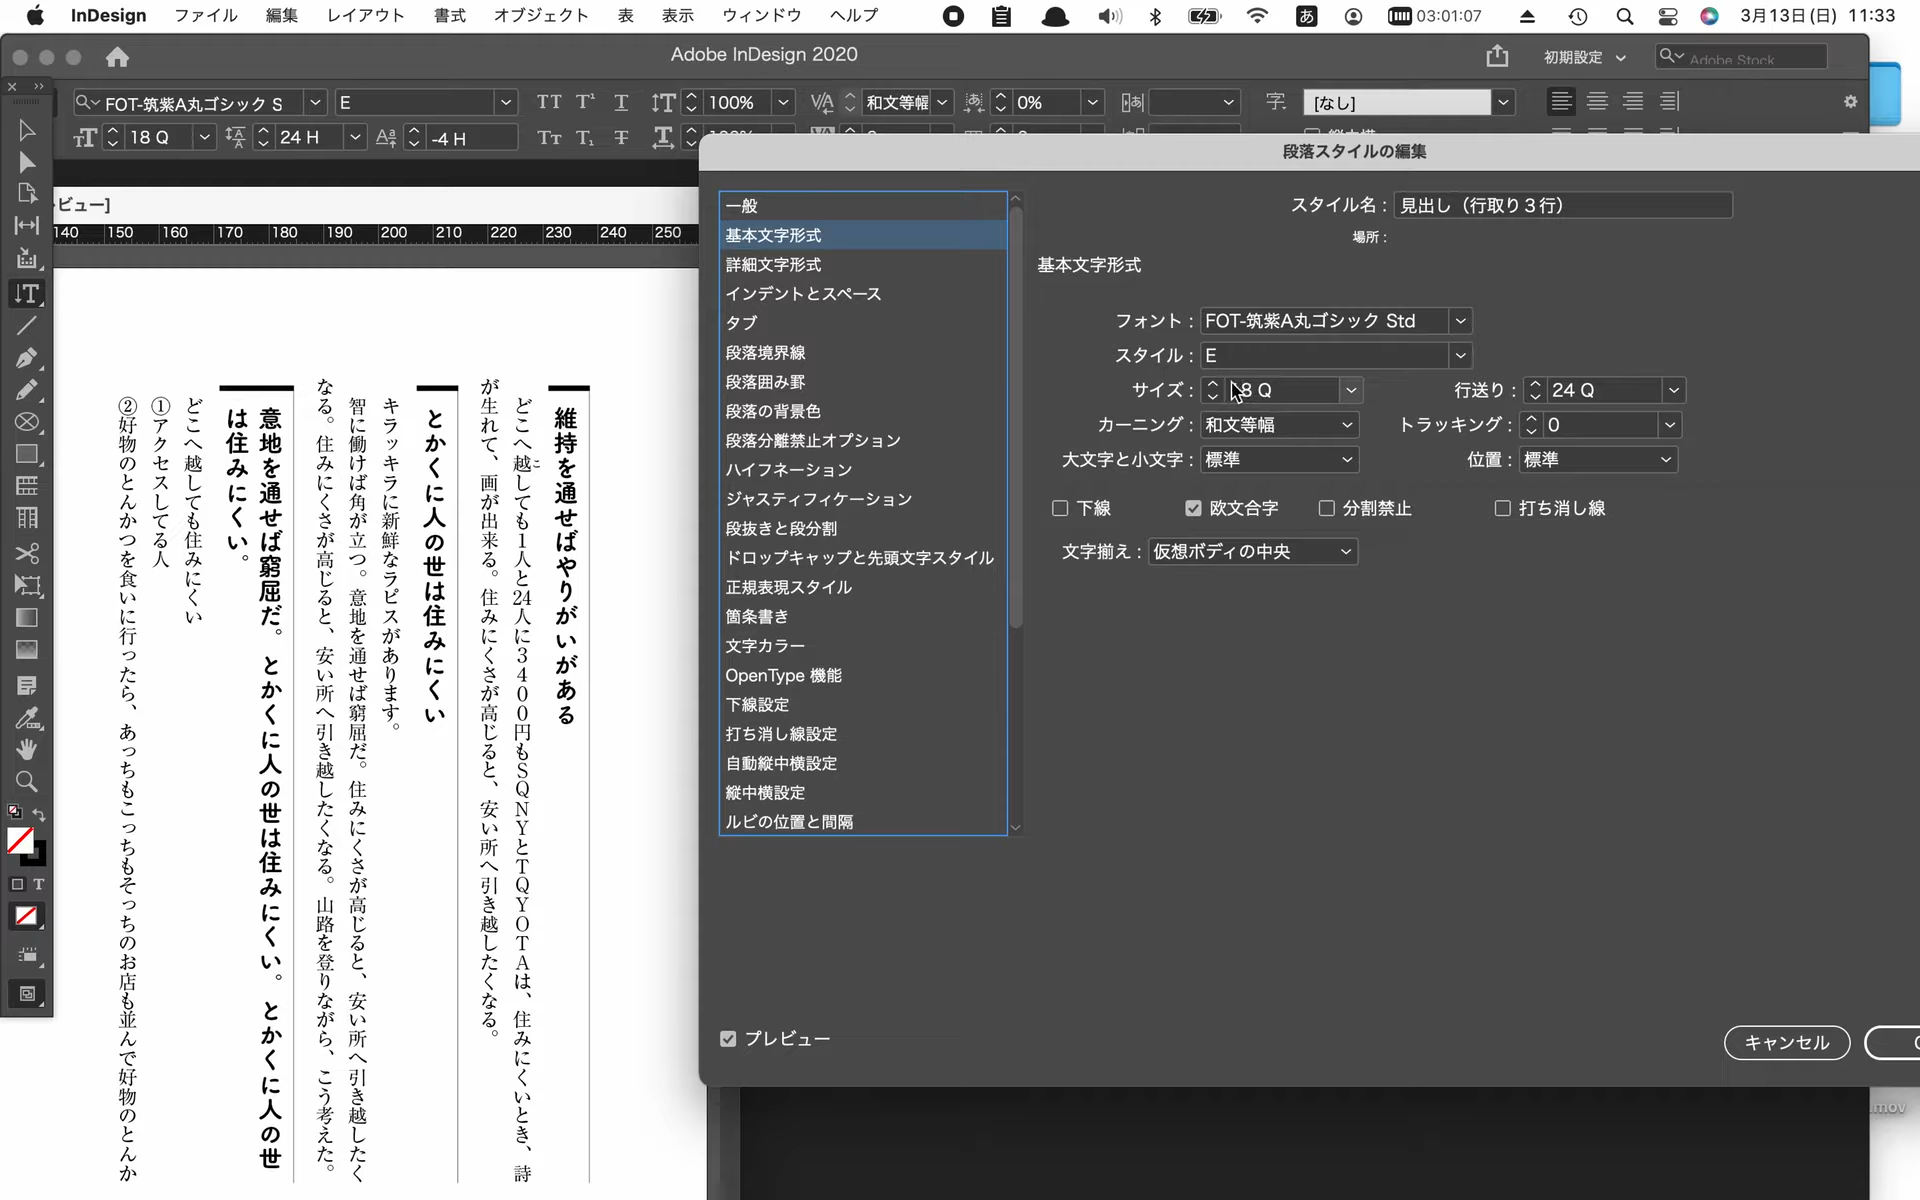 InDesign ファイル 編集 レイアウト 書式 オブジェクト 表 表示 ウィンドウ ヘルプ あ 03:01:07 3月13日(日) 11:33
Adobe InDesign 2020
初期設定
Adobe Stock
FOT-筑紫A丸ゴシック S
E
100%
和文等幅
0%
[なし]
18 Q
24 H
-4 H
ビュー]
140 150 160 170 180 190 200 210 220 230 240 250
維持を通せばやりがいがある
どこへ越こしても1人と24人に３４００円もＳＱＮＹとＴＱＹＯＴＡは、住みにくいとき、詩
が生れて、画が出来る。住みにくさが高じると、安い所へ引き越したくなる。
とかくに人の世は住みにくい
キラッキラに新鮮なラピスがあります。
智に働けば角が立つ。意地を通せば窮屈だ。住みにくさが高じると、安い所へ引き越したく
なる。住みにくさが高じると、安い所へ引き越したくなる。山路を登りながら、こう考えた。
意地を通せば窮屈だ。とかくに人の世は住みにくい。とかくに人の世
は住みにくい。
どこへ越しても住みにくい
①アクセスしてる人
②好物のとんかつを食いに行ったら、あっちもこっちもそっちのお店も並んで好物のとんか
段落スタイルの編集
一般
基本文字形式
詳細文字形式
インデントとスペース
タブ
段落境界線
段落囲み罫
段落の背景色
段落分離禁止オプション
ハイフネーション
ジャスティフィケーション
段抜きと段分割
ドロップキャップと先頭文字スタイル
正規表現スタイル
箇条書き
文字カラー
OpenType 機能
下線設定
打ち消し線設定
自動縦中横設定
縦中横設定
ルビの位置と間隔
スタイル名： 見出し（行取り３行）
場所：
基本文字形式
フォント： FOT-筑紫A丸ゴシック Std
スタイル： E
サイズ： 8 Q 行送り： 24 Q
カーニング： 和文等幅 トラッキング： 0
大文字と小文字： 標準 位置： 標準
下線 欧文合字 分割禁止 打ち消し線
文字揃え： 仮想ボディの中央
プレビュー
キャンセル
.mov